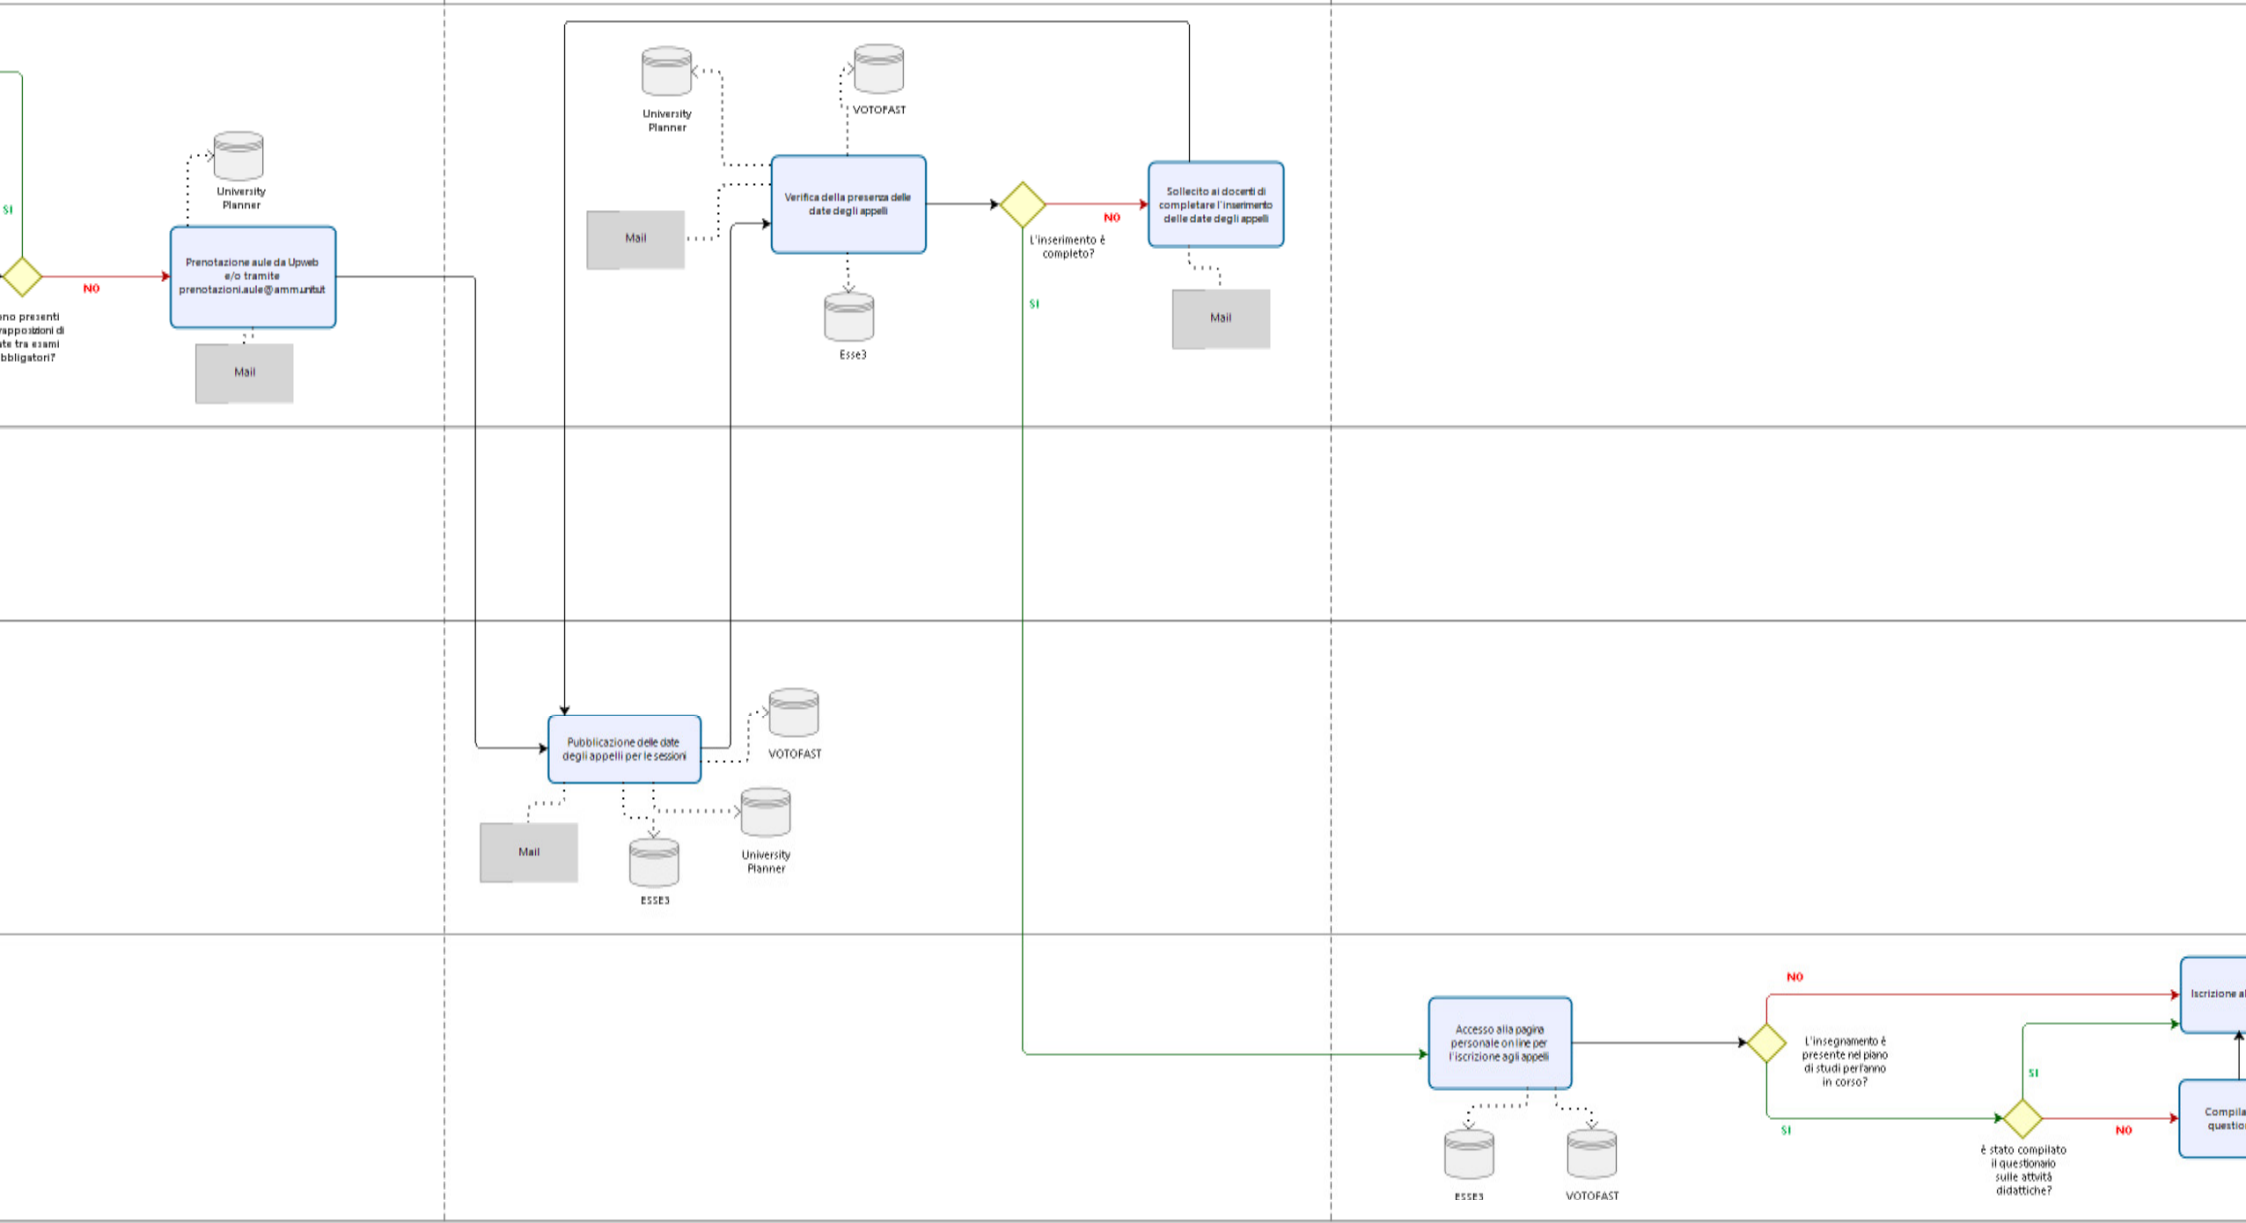 SI
University
Planner
Prenotazione aule da Upweb
e/o tramite
prenotazioni.aule@amm.units.it
NO
ono presenti
rapposizioni di
ate tra esami
bbligatori?
Mail
University
Planner
VOTOFAST
Mail
Verifica della presenza delle
date degli appelli
Esse3
L'inserimento è
completo?
NO
SI
Sollecito ai docenti di
completare l'inserimento
delle date degli appelli
Mail
Pubblicazione delle date
degli appelli per le sessioni
VOTOFAST
University
Planner
Mail
ESSE3
Accesso alla pagina
personale on line per
l'iscrizione agli appelli
ESSE3
VOTOFAST
NO
L'insegnamento è
presente nel piano
di studi per l'anno
in corso?
SI
SI
NO
è stato compilato
il questionario
sulle attvità
didattiche?
Iscrizione al
Compila
questio